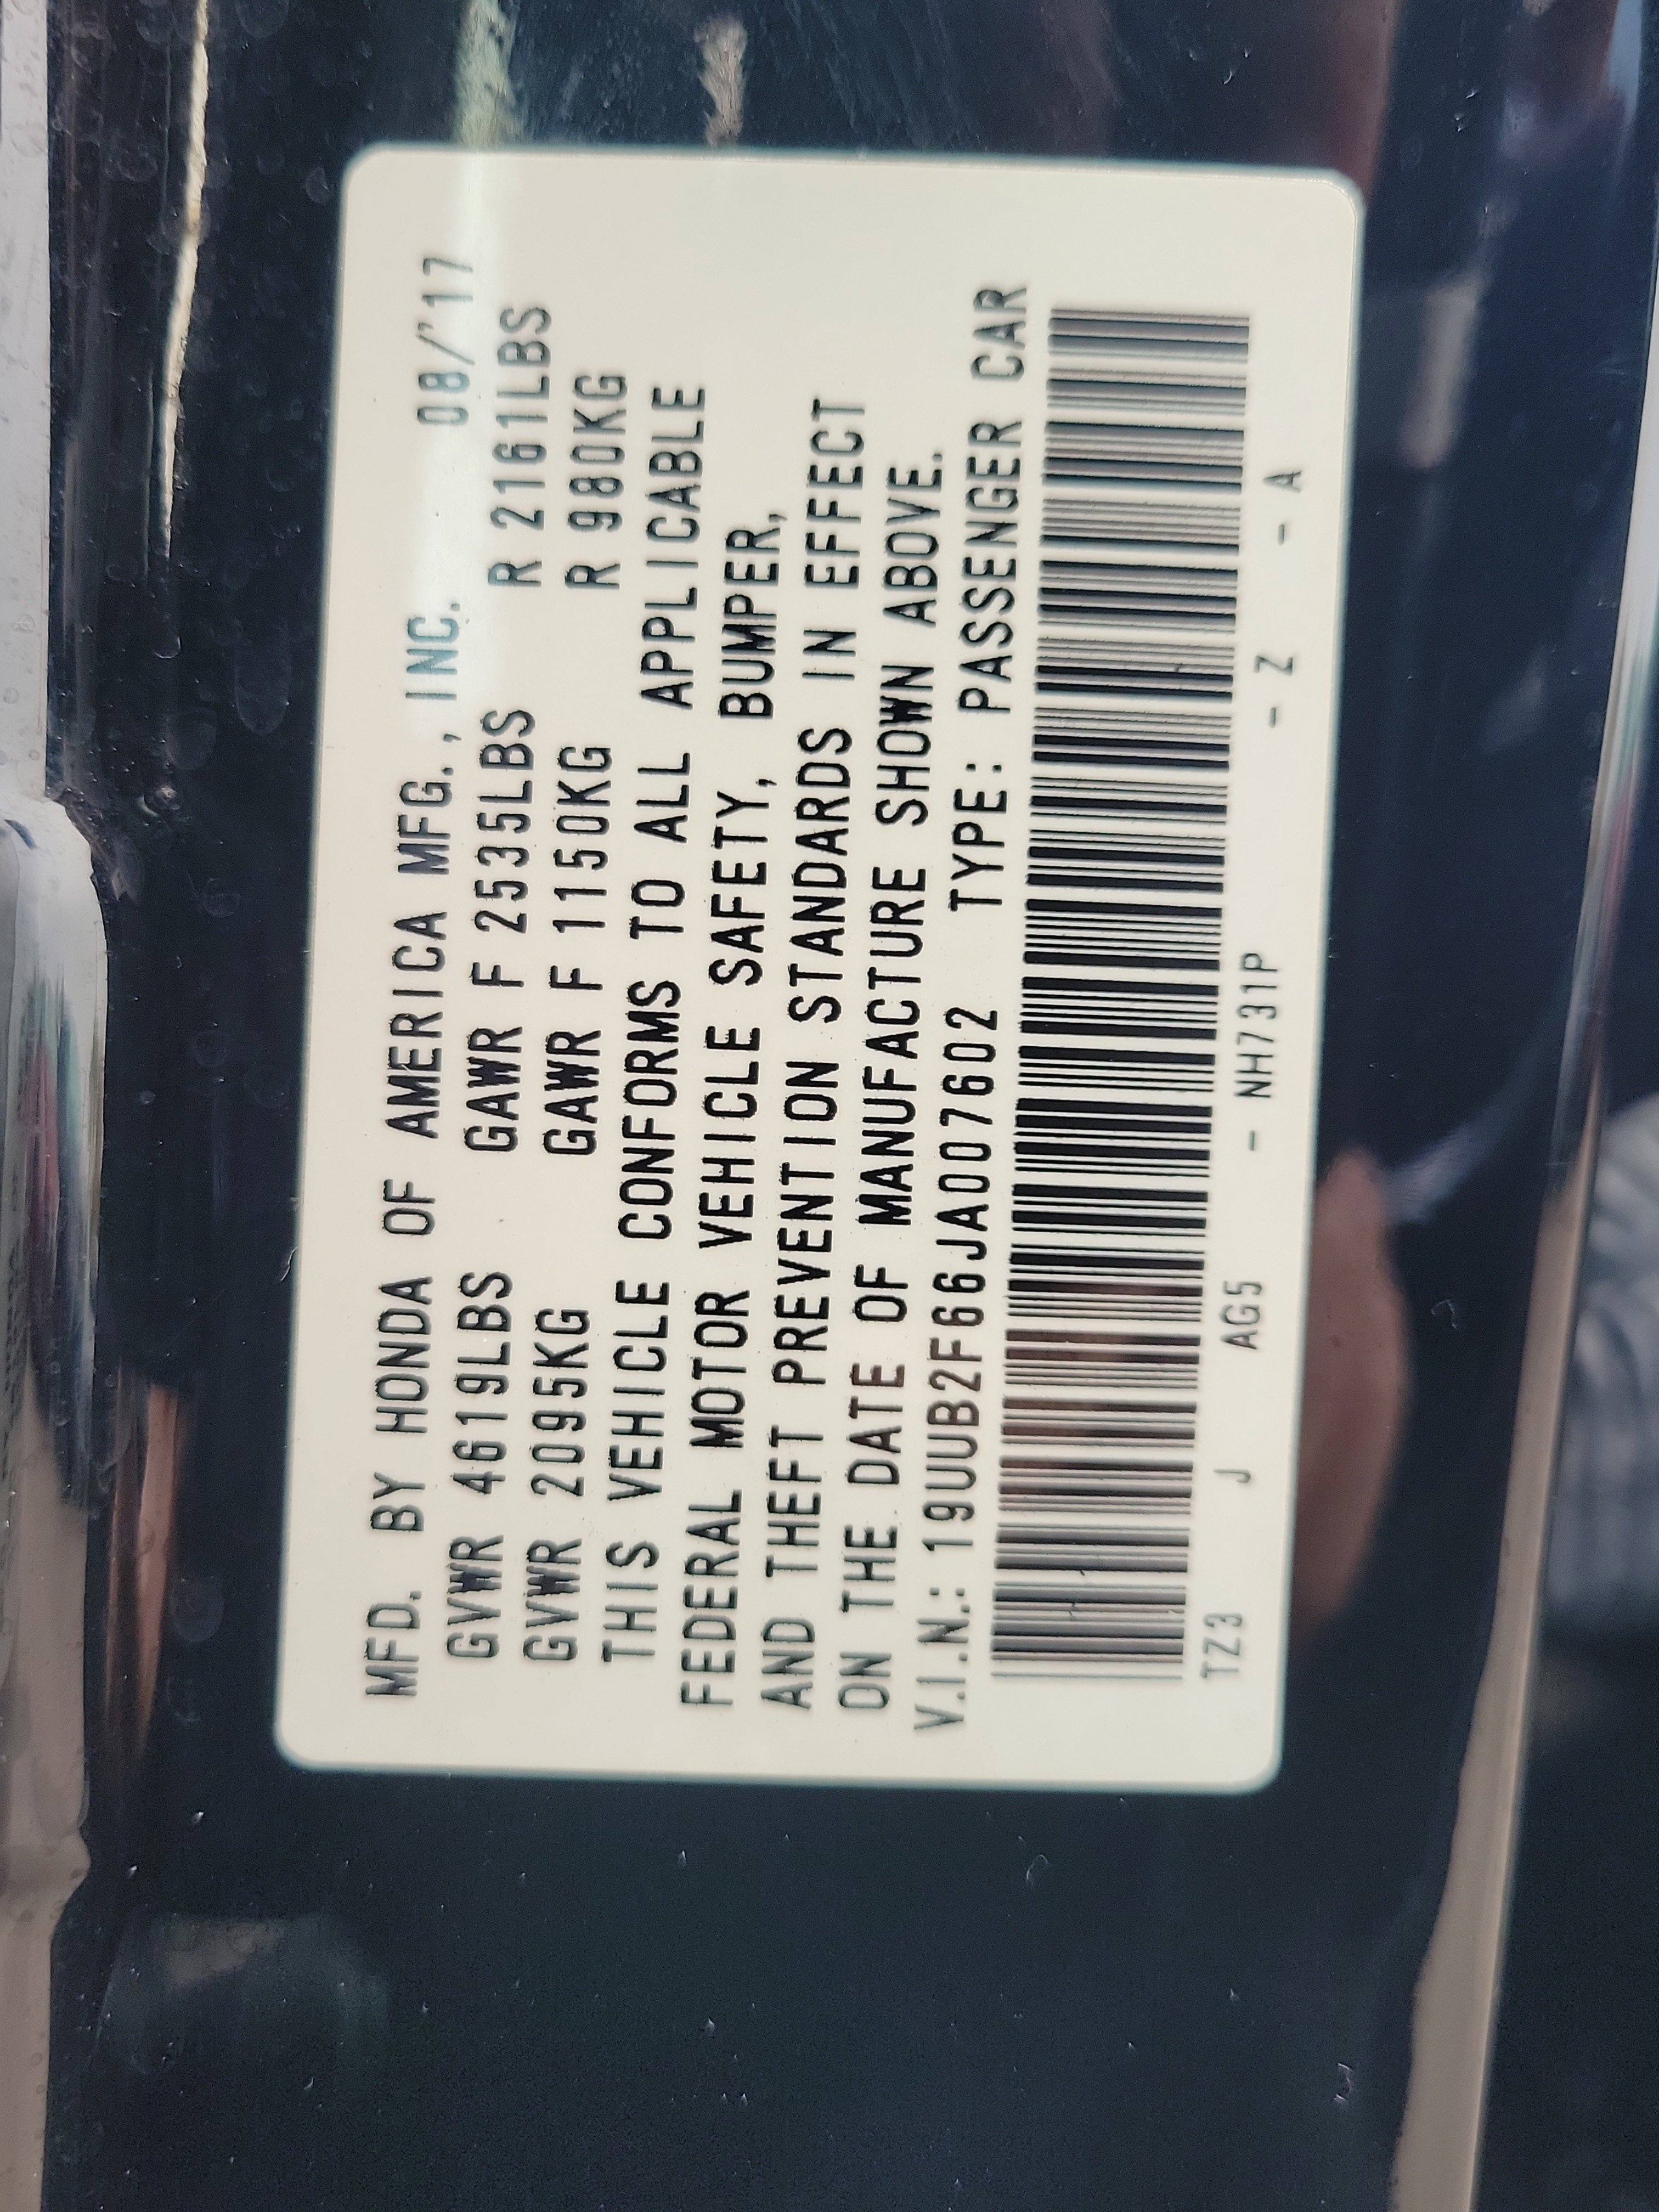 MFD. BY HONDA OF AMERICA MFG., INC. 08/'17
GVWR 4619LBS GAWR F 2535LBS R 2161LBS
GVWR 2095KG GAWR F 1150KG R 980KG
THIS VEHICLE CONFORMS TO ALL APPLICABLE
FEDERAL MOTOR VEHICLE SAFETY, BUMPER,
AND THEFT PREVENTION STANDARDS IN EFFECT
ON THE DATE OF MANUFACTURE SHOWN ABOVE.
V.I.N.: 19UUB2F66JA007602 TYPE: PASSENGER CAR
TZ3 J AG5 - NH731P - Z - A